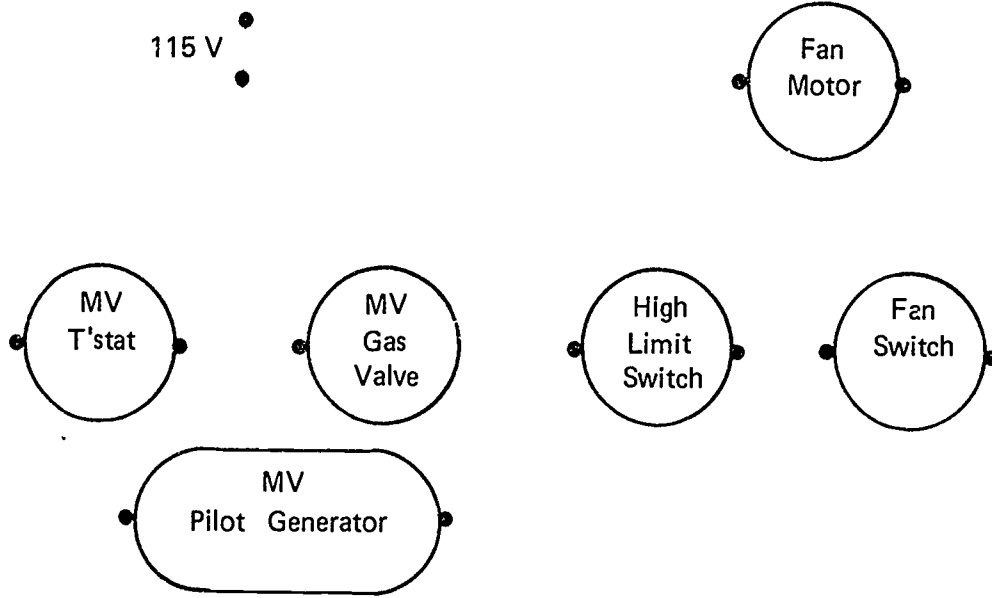 115 V
Fan
Motor
MV
T'stat
MV
Gas
Valve
High
Limit
Switch
Fan
Switch
MV
Pilot Generator